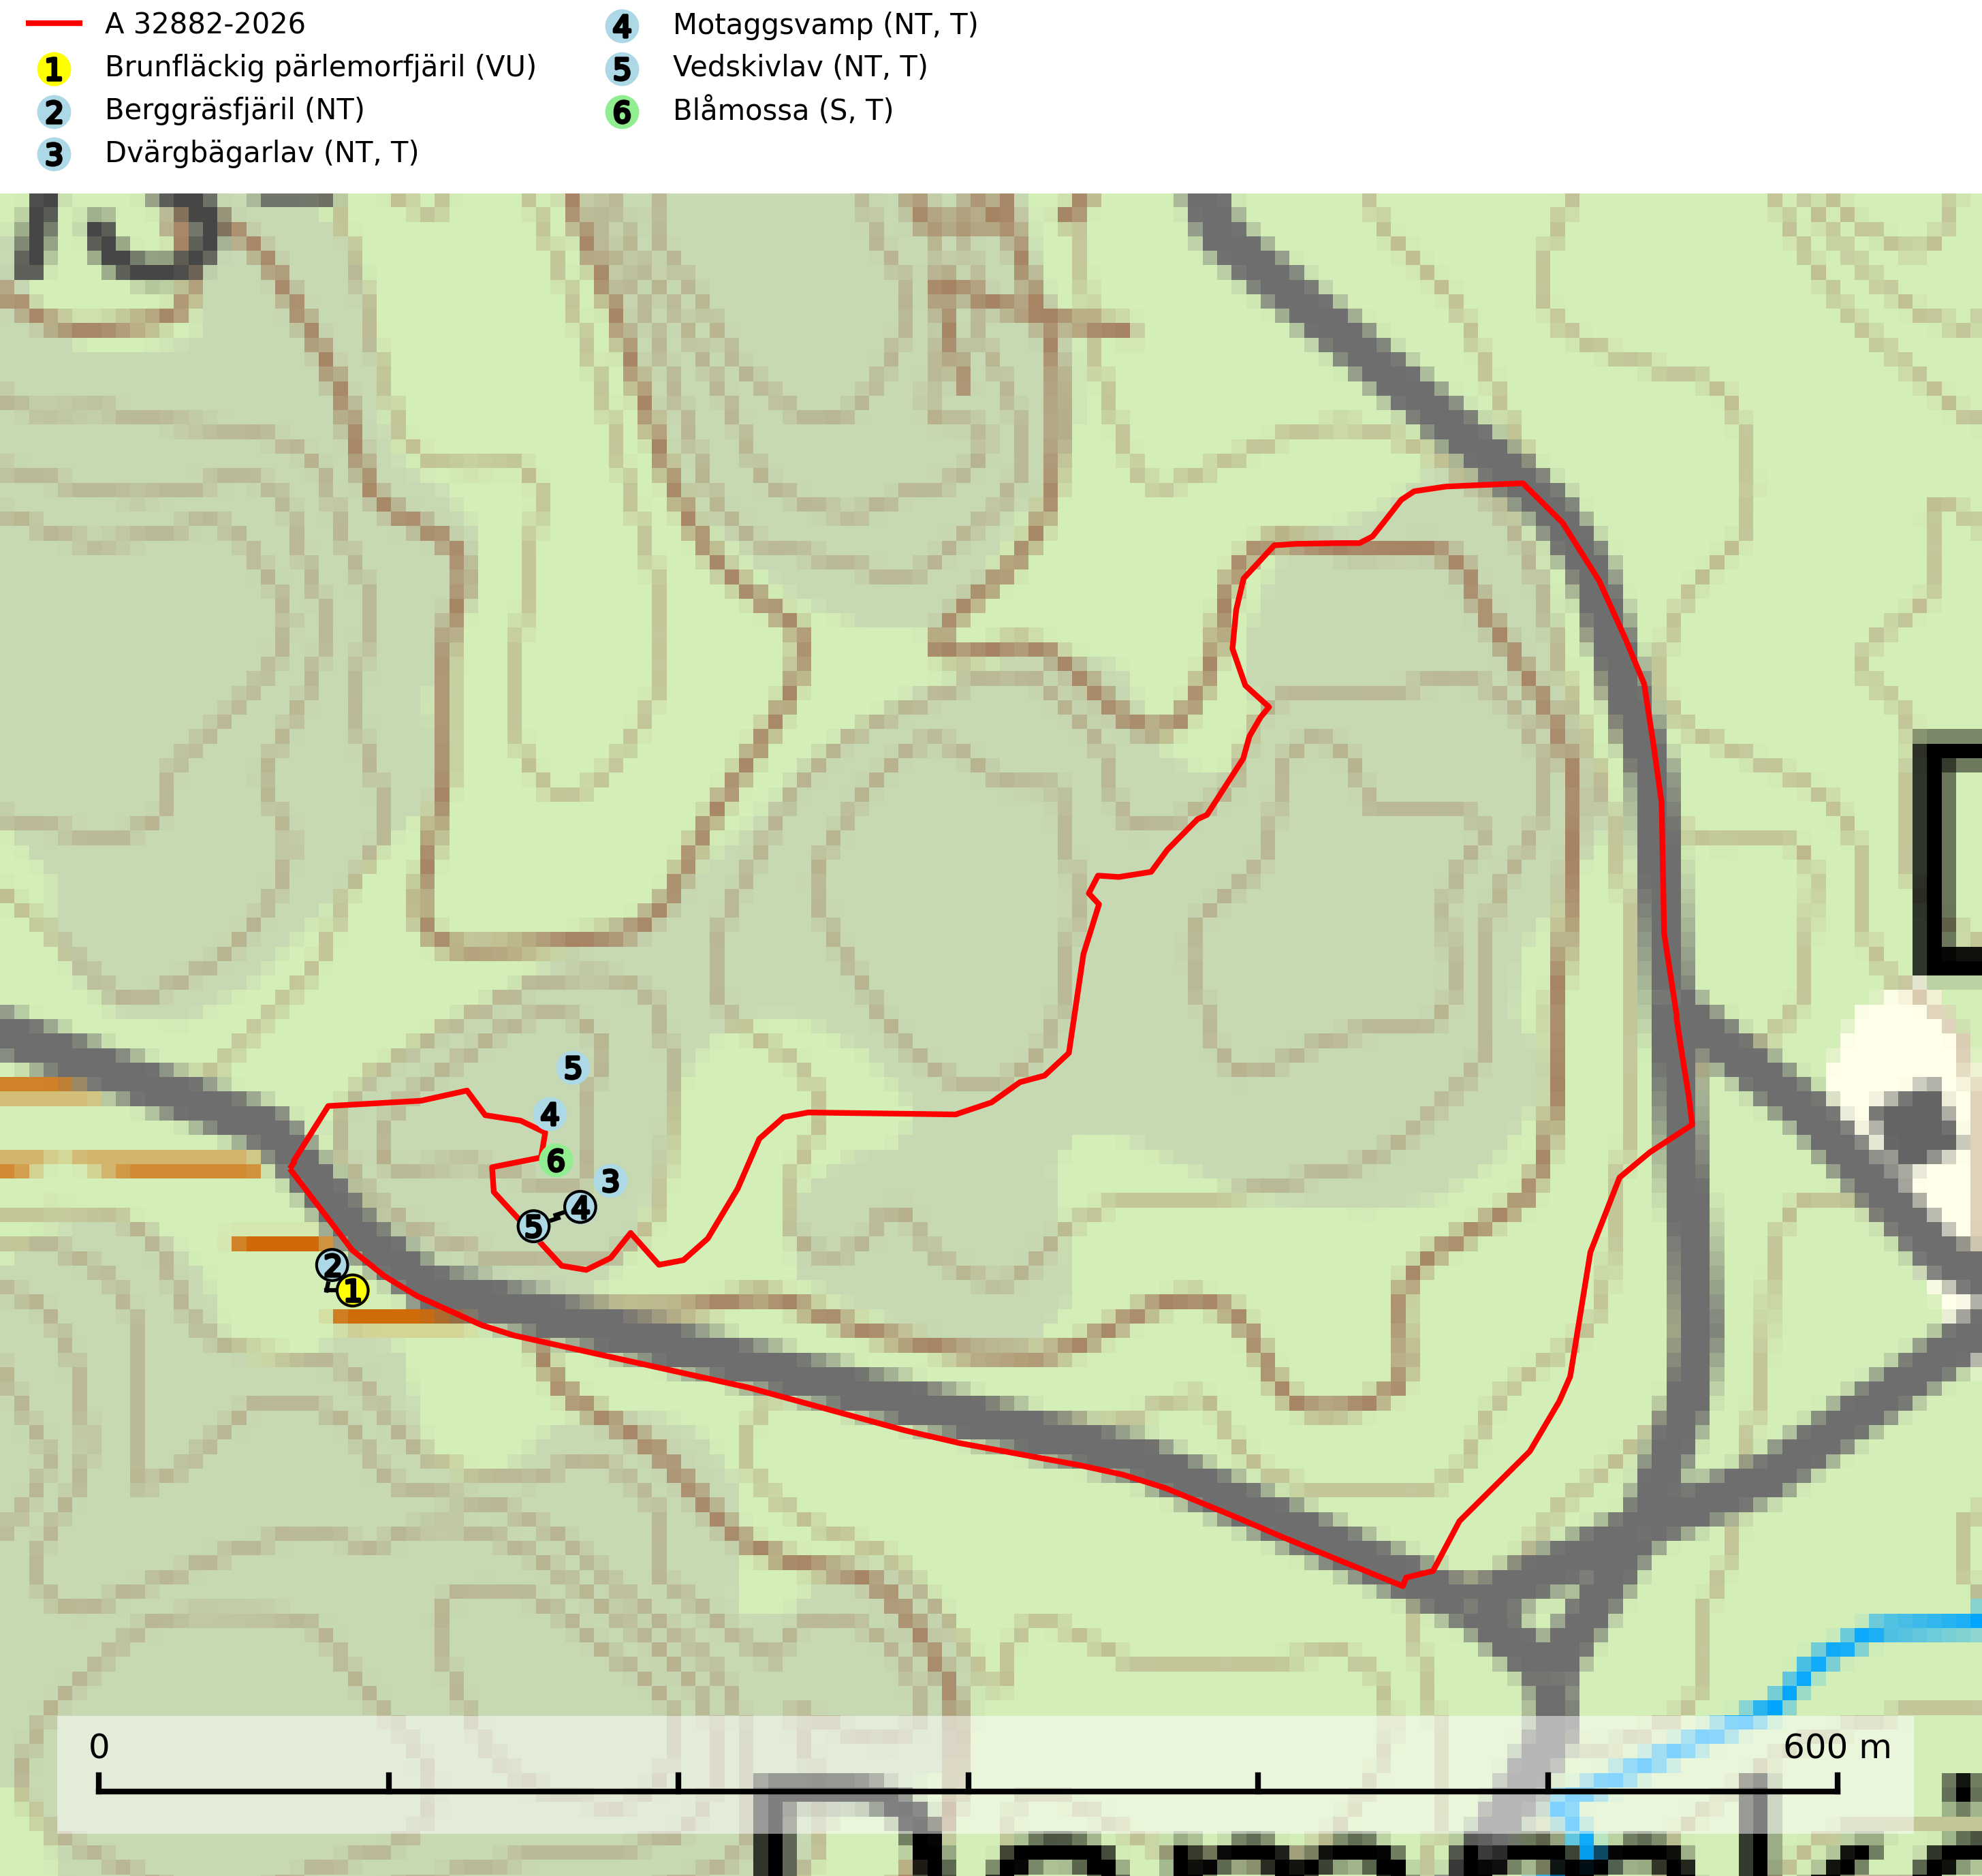 A 32882-2026
1 Brunfläckig pärlemorfjäril (VU)
2 Berggräsfjäril (NT)
3 Dvärgbägarlav (NT, T)
4 Motaggsvamp (NT, T)
5 Vedskivlav (NT, T)
6 Blåmossa (S, T)
5
4
6
3
4
5
2
1
0
600 m